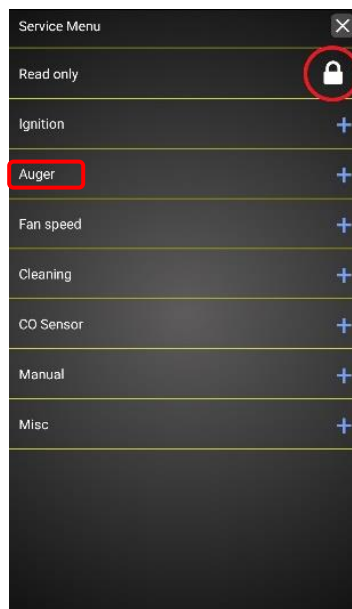 Service Menu
Read only
Ignition
Auger
Fan speed
Cleaning
CO Sensor
Manual
Misc